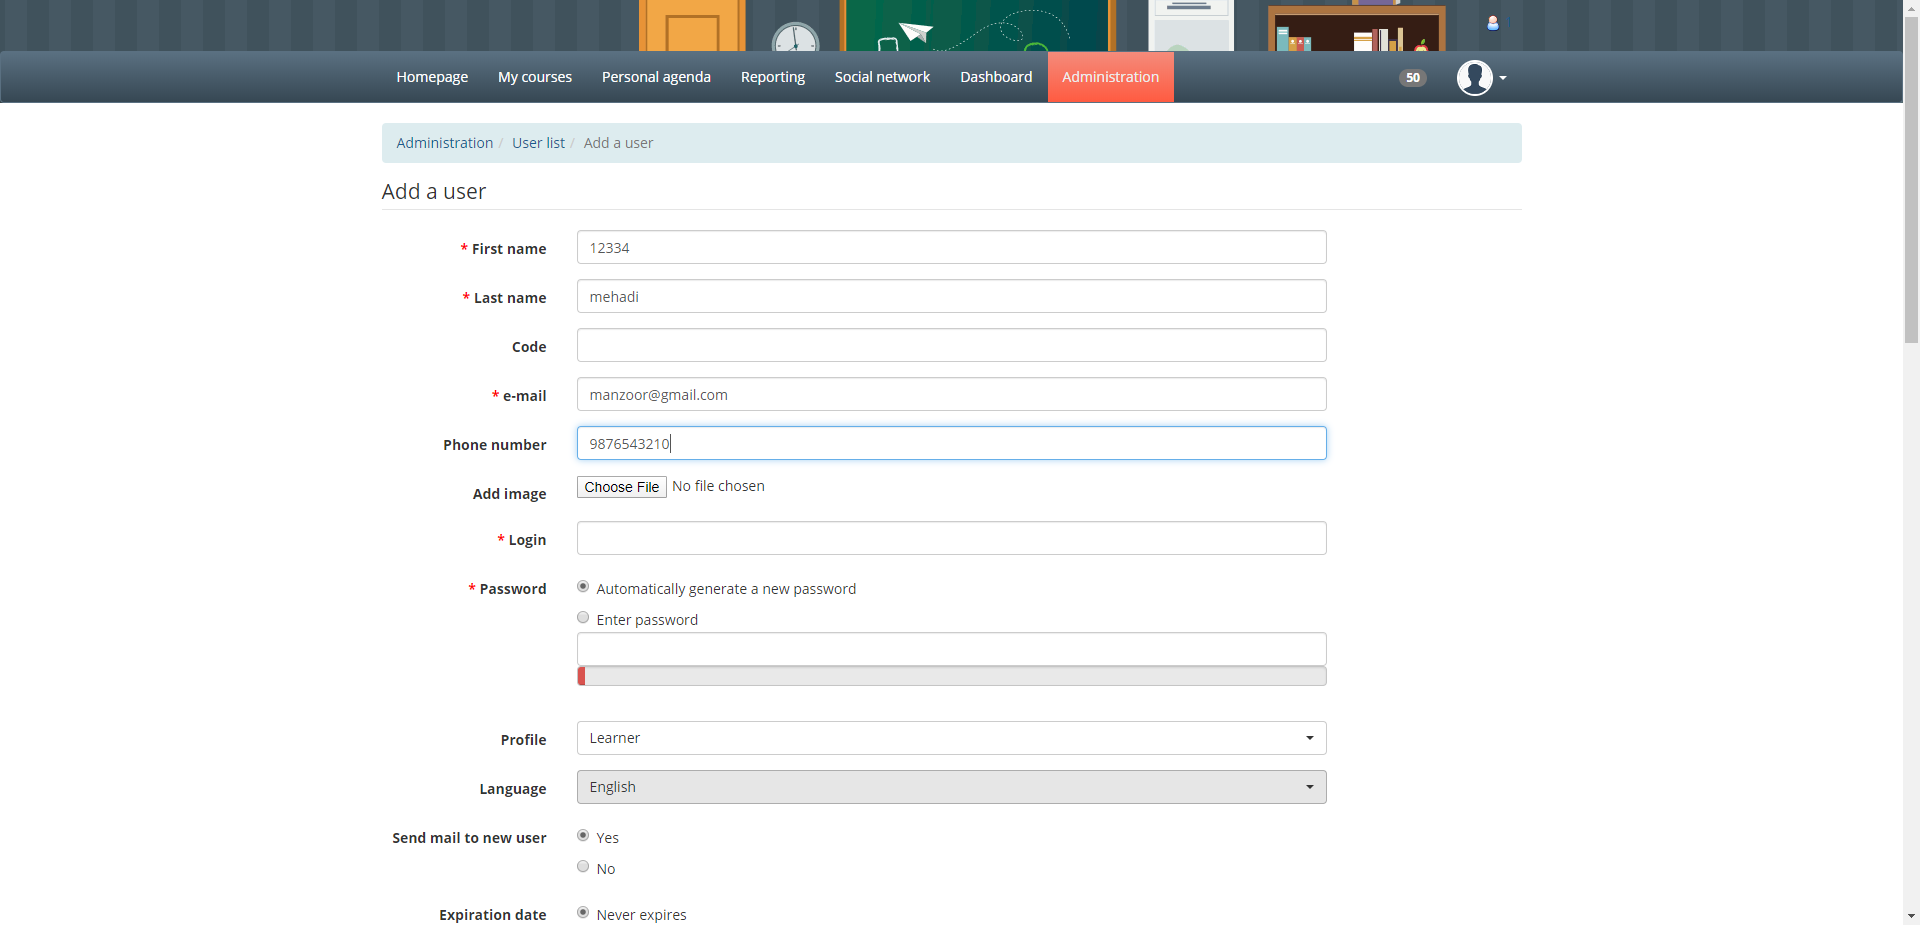 Homepage My courses Personal agenda Reporting Social network Dashboard Administration 50
Administration / User list / Add a user
Add a user
* First name 12334
* Last name mehadi
Code
* e-mail manzoor@gmail.com
Phone number 9876543210
Add image Choose File No file chosen
* Login
* Password Automatically generate a new password
Enter password
Profile Learner
Language English
Send mail to new user Yes
No
Expiration date Never expires